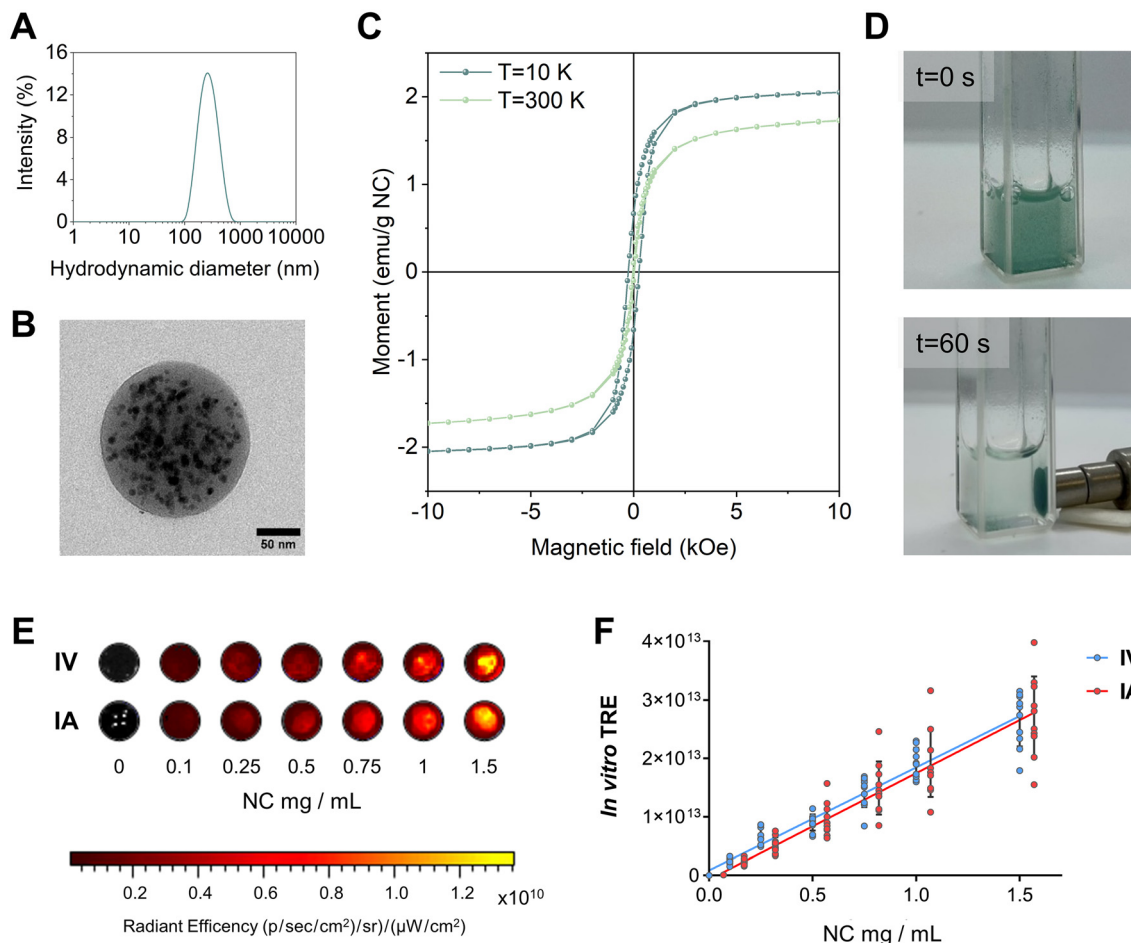 A
Intensity (%)
16
12
8
4
0
1
10
100
1000
10000
Hydrodynamic diameter (nm)
B
50 nm
C
T=10 K
T=300 K
Moment (emu/g NC)
2
1
0
-1
-2
-10
-5
0
5
10
Magnetic field (kOe)
D
t=0 s
t=60 s
E
IV
IA
0 0.1 0.25 0.5 0.75 1 1.5
NC mg / mL
0.2 0.4 0.6 0.8 1.0 1.2 x10¹⁰
Radiant Efficency (p/sec/cm²)/sr)/(µW/cm²)
F
In vitro TRE
4×10¹³
3×10¹³
2×10¹³
1×10¹³
0
0.0 0.5 1.0 1.5
NC mg / mL
IV
IA